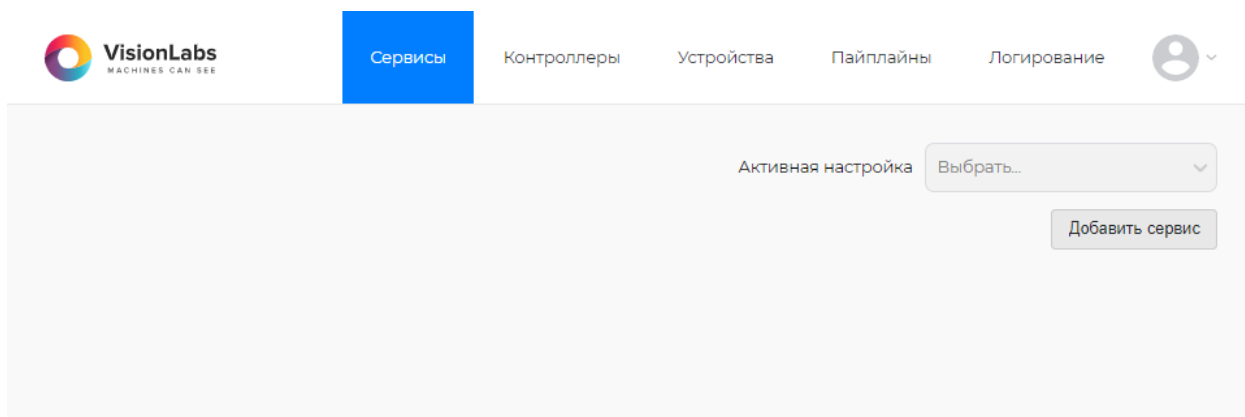 VisionLabs
MACHINES CAN SEE
Сервисы Контроллеры Устройства Пайплайны Логирование
Активная настройка Выбрать...
Добавить сервис